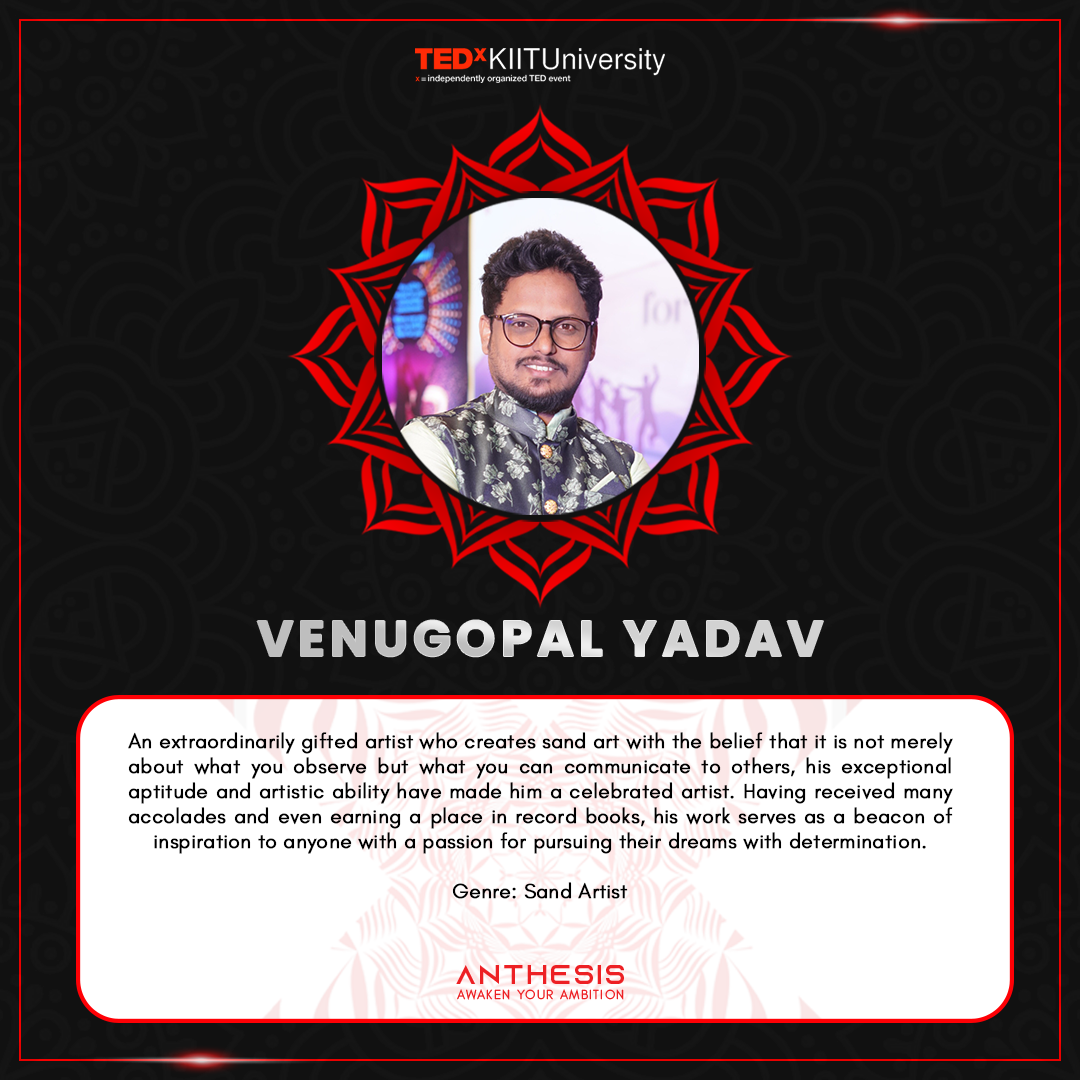 TEDxKIITUniversity
x = independently organized TED event
for
VENUGOPAL YADAV
An extraordinarily gifted artist who creates sand art with the belief that it is not merely
about what you observe but what you can communicate to others, his exceptional
aptitude and artistic ability have made him a celebrated artist. Having received many
accolades and even earning a place in record books, his work serves as a beacon of
inspiration to anyone with a passion for pursuing their dreams with determination.
Genre: Sand Artist
ANTHESIS
AWAKEN YOUR AMBITION